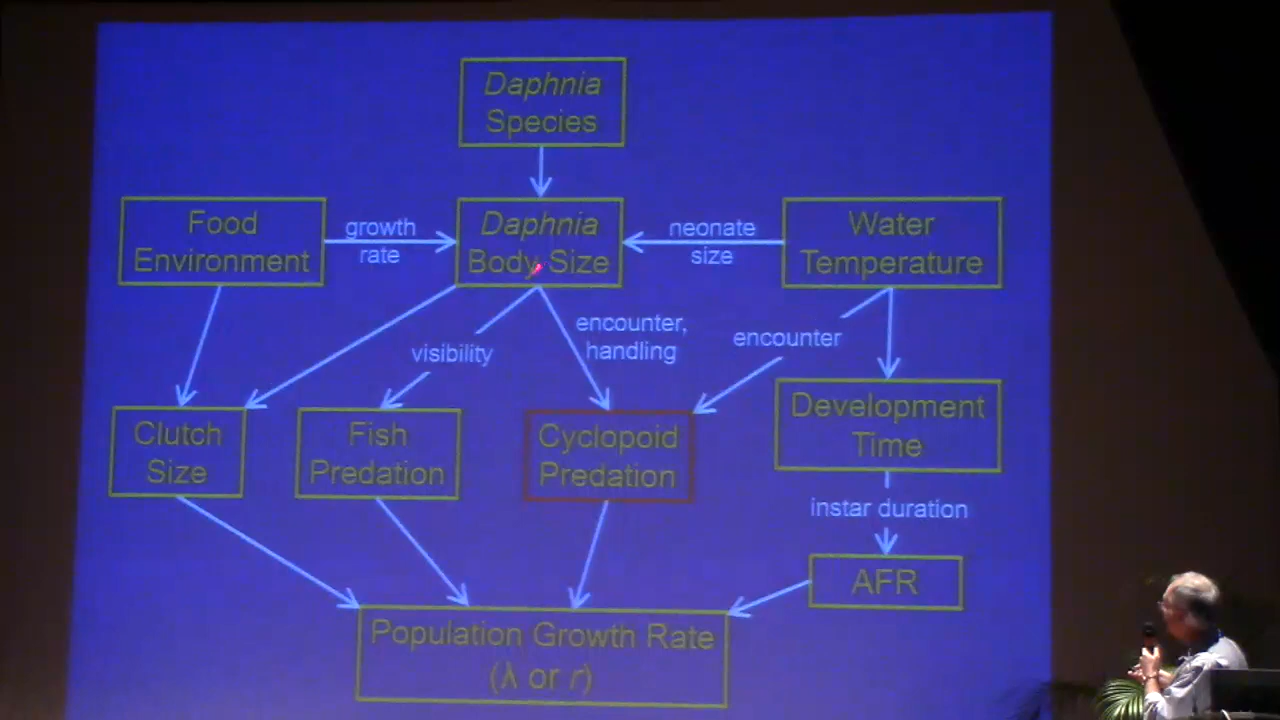 Daphnia
Species
Food
Environment
growth
rate
Daphnia
Body Size
neonate
size
Water
Temperature
visibility
encounter,
handling
encounter
Clutch
Size
Fish
Predation
Cyclopoid
Predation
Development
Time
instar duration
AFR
Population Growth Rate
(λ or r)